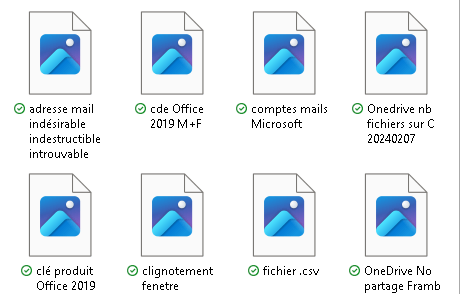 adresse mail
indésirable
indestructible
introuvable
cde Office
2019 M+F
comptes mails
Microsoft
Onedrive nb
fichiers sur C
20240207
clé produit
Office 2019
clignotement
fenetre
fichier .csv
OneDrive No
partage Framb